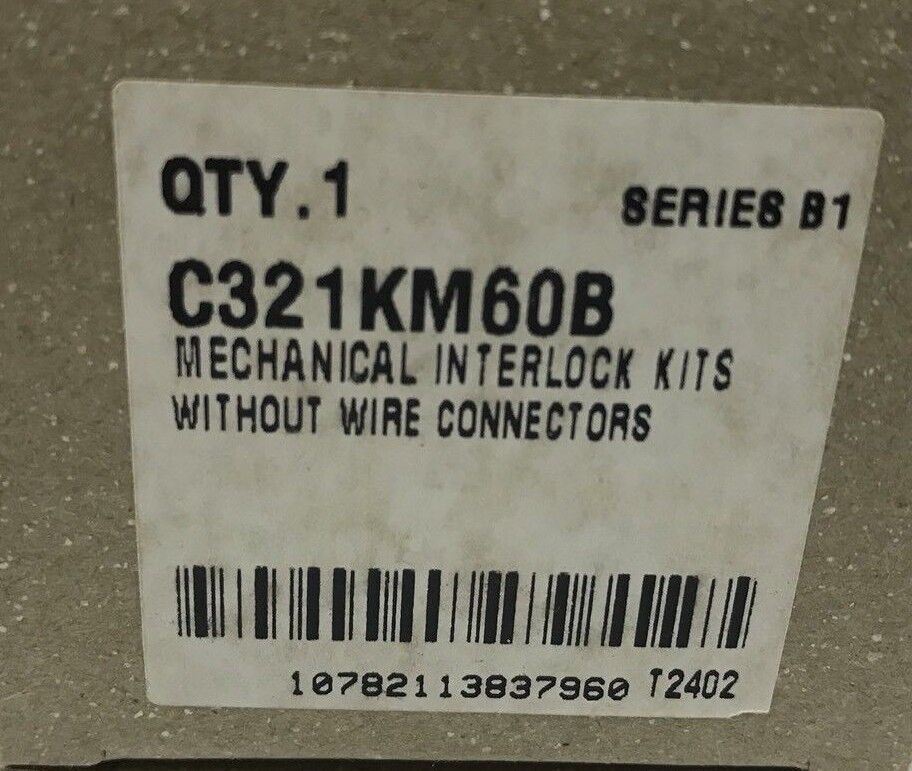 QTY.1
SERIES B1
C321KM60B
MECHANICAL INTERLOCK KITS
WITHOUT WIRE CONNECTORS
10782113837960 T2402